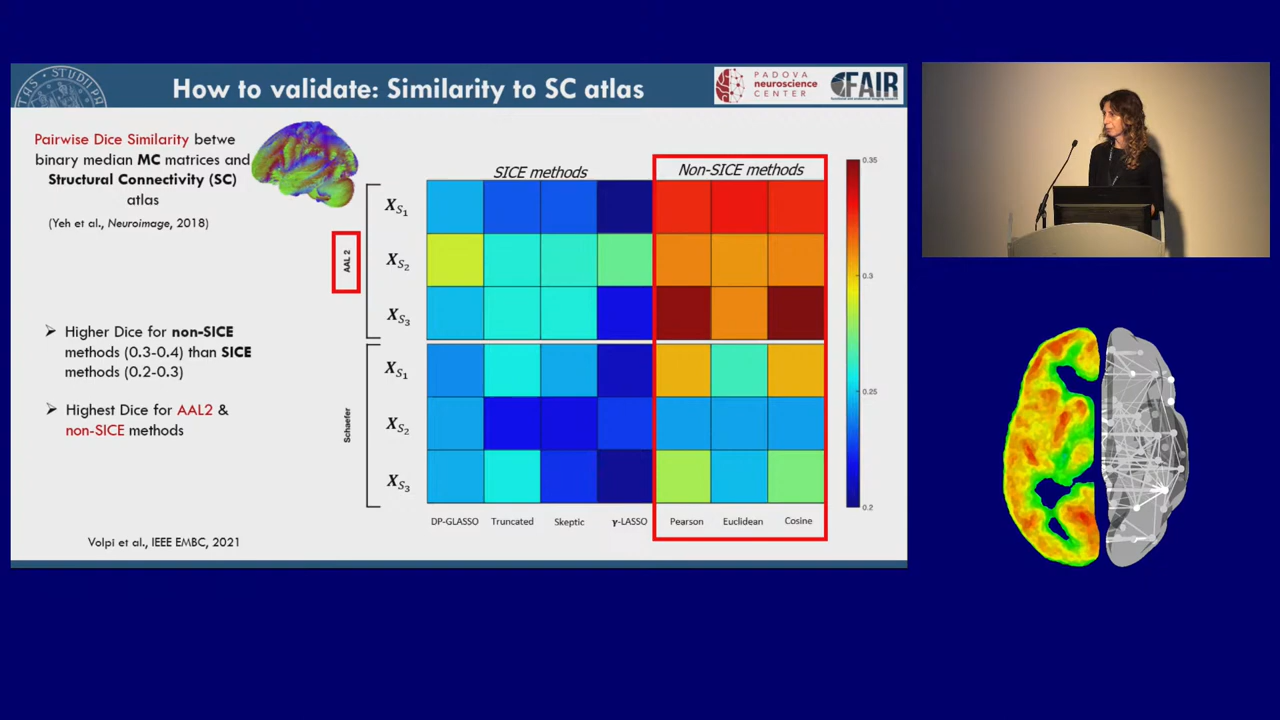 How to validate: Similarity to SC atlas
PADOVA
neuroscience
CENTER
FAIR
Pairwise Dice Similarity betwe
binary median MC matrices and
Structural Connectivity (SC)
atlas
(Yeh et al., Neuroimage, 2018)
Higher Dice for non-SICE
methods (0.3-0.4) than SICE
methods (0.2-0.3)
Highest Dice for AAL2 &
non-SICE methods
Volpi et al., IEEE EMBC, 2021
SICE methods
Non-SICE methods
AAL 2
X_S1
X_S2
X_S3
Schaefer
X_S1
X_S2
X_S3
DP-GLASSO Truncated Skeptic γ-LASSO Pearson Euclidean Cosine
0.35
0.3
0.25
0.2